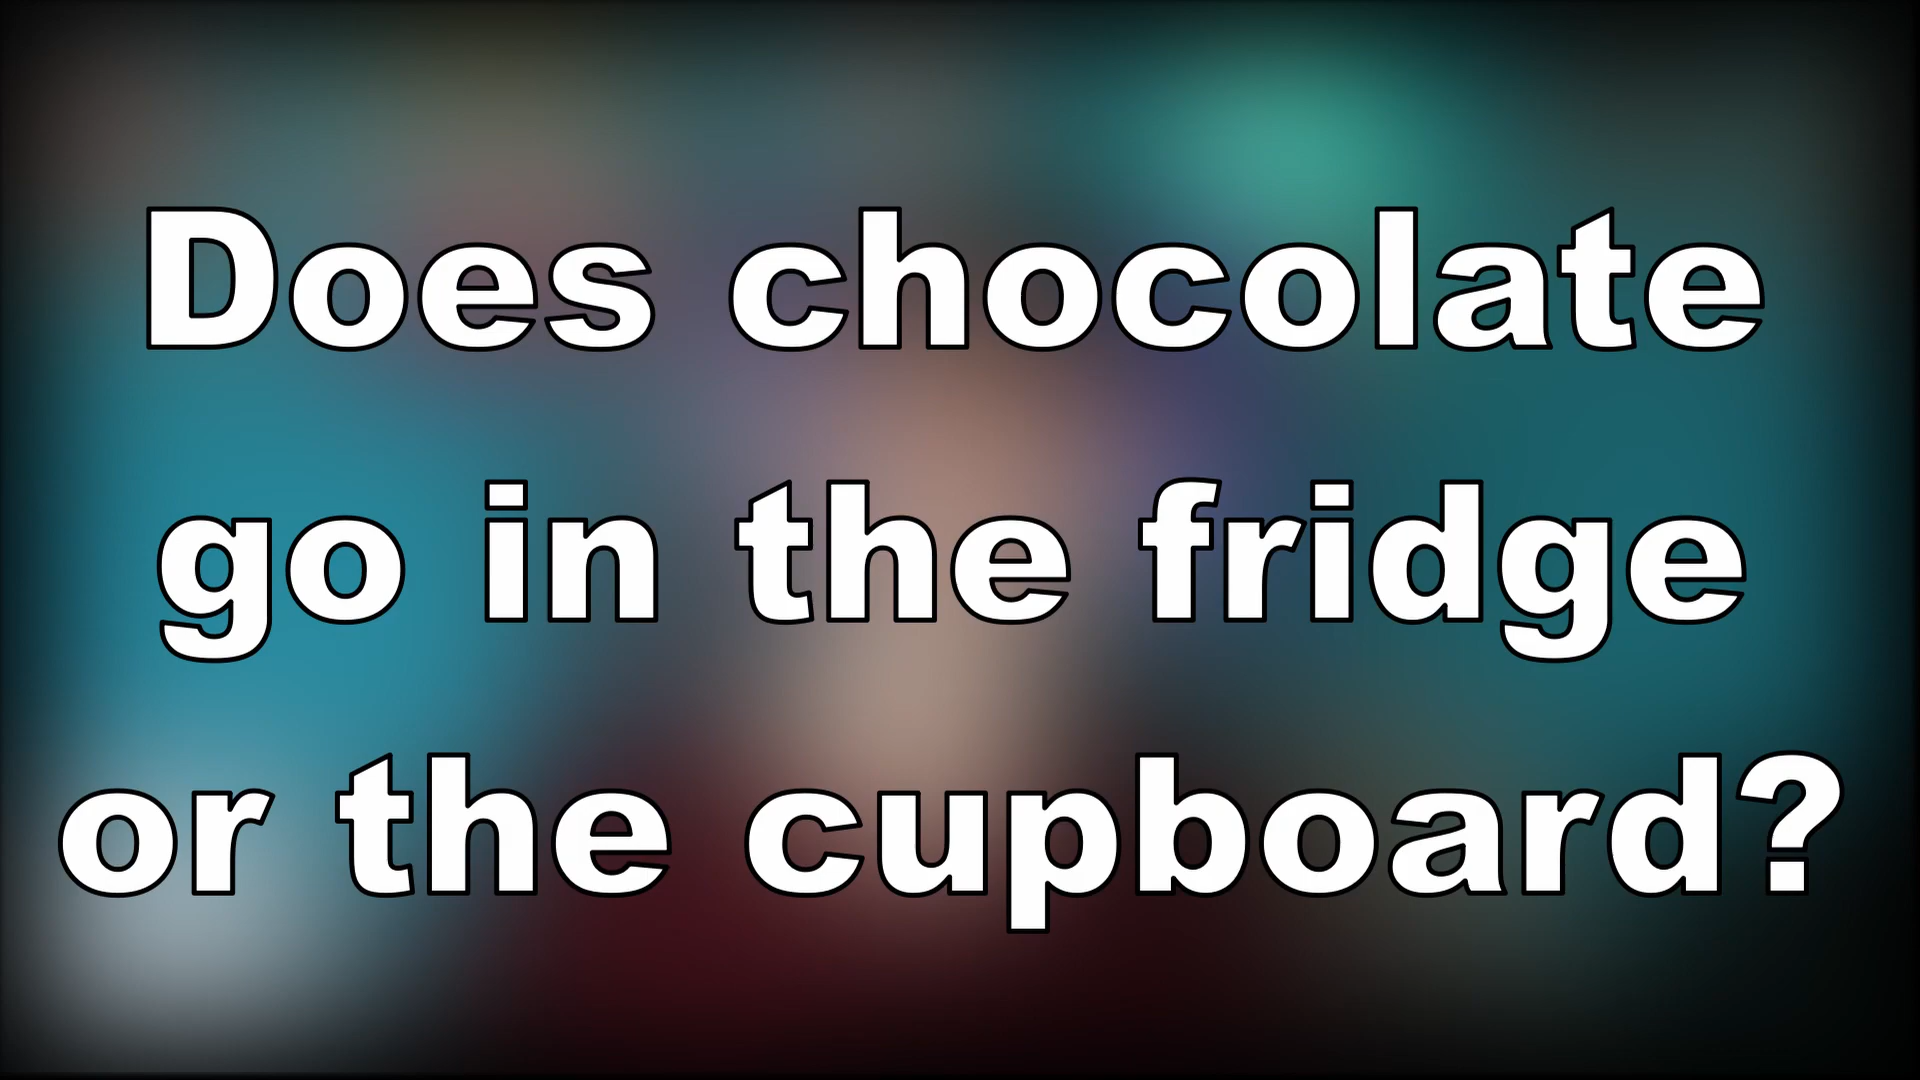 Does chocolate
go in the fridge
or the cupboard?